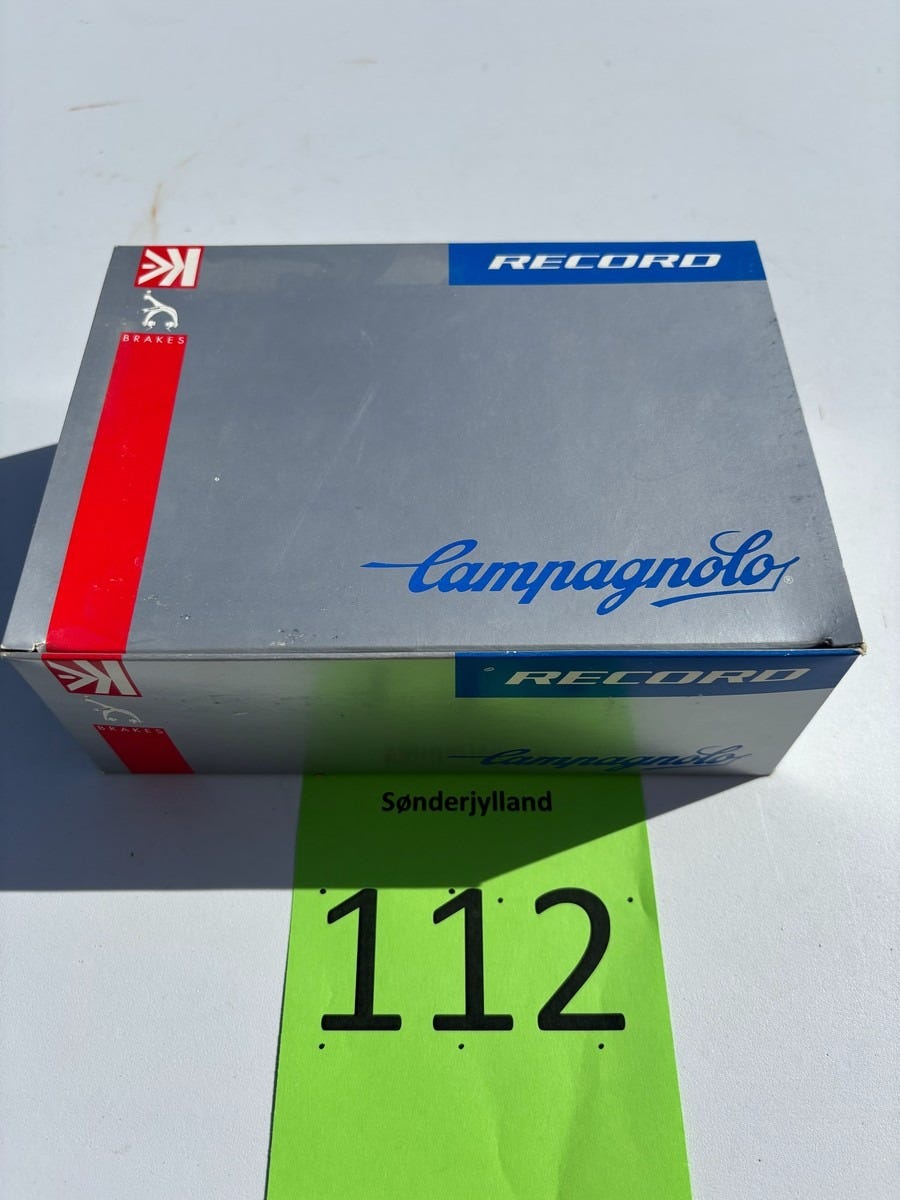 RECORD
BRAKES
Campagnolo®
RECORD
BRAKES
Campagnolo
Sønderjylland
112